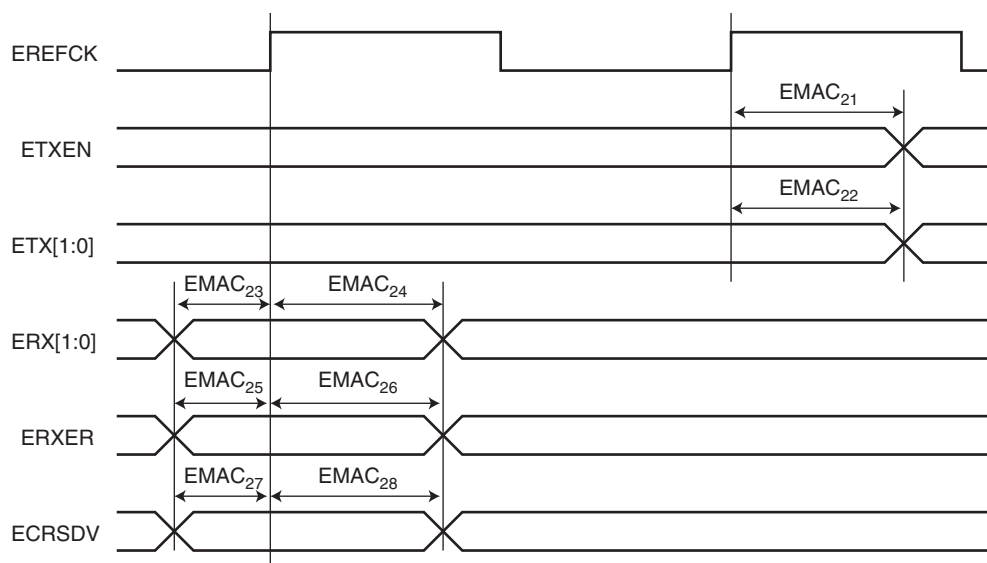 EREFCK
EMAC21
ETXEN
EMAC22
ETX[1:0]
EMAC23 EMAC24
ERX[1:0]
EMAC25 EMAC26
ERXER
EMAC27 EMAC28
ECRSDV